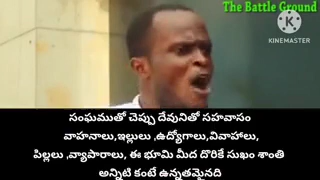 The Battle Ground
KINEMASTER
సంఘముతో చెప్పు దేవునితో సహవాసం
వాహనాలు,ఇల్లులు ,ఉద్యోగాలు,వివాహాలు,
పిల్లలు ,వ్యాపారాలు, ఈ భూమి మీద దొరికే సుఖం శాంతి
అన్నిటి కంటే ఉన్నతమైనది